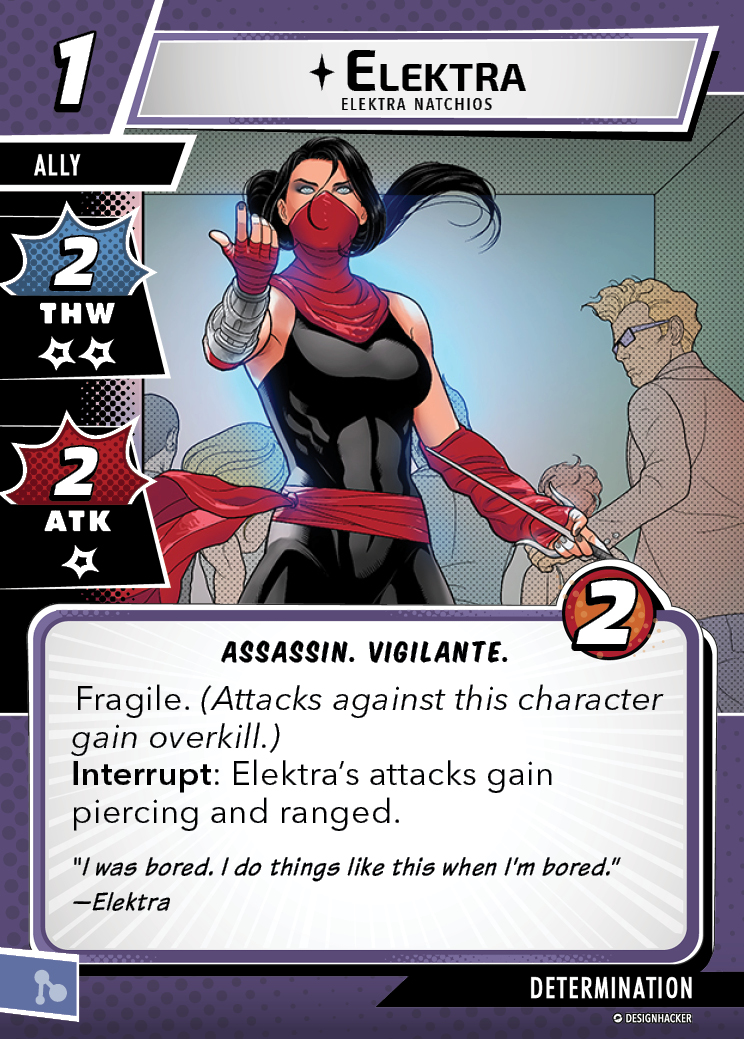 1
Elektra
ELEKTRA NATCHIOS
ALLY
2
THW
2
ATK
2
ASSASSIN. VIGILANTE.
Fragile. (Attacks against this character
gain overkill.)
Interrupt: Elektra's attacks gain
piercing and ranged.
"I was bored. I do things like this when I'm bored."
—Elektra
DETERMINATION
DESIGNHACKER